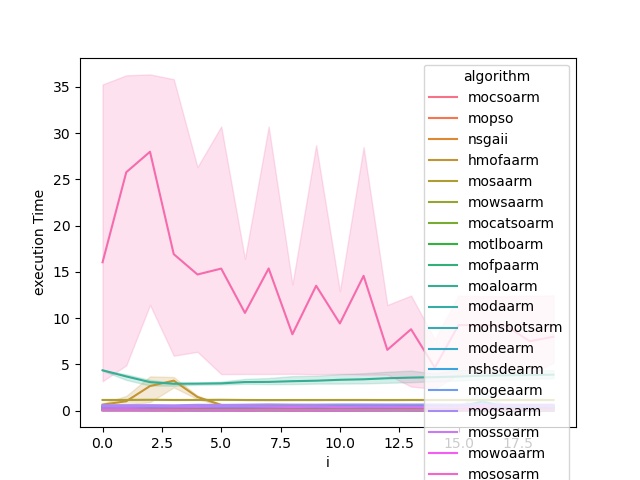 algorithm
mocsoarm
mopso
nsgaii
hmofaarm
mosaarm
mowsaarm
mocatsoarm
motlboarm
mofpaarm
moaloarm
modaarm
mohsbotsarm
modearm
nshsdearm
mogeaarm
mogsaarm
mossoarm
mowoaarm
mososarm
execution Time
35
30
25
20
15
10
5
0
0.0 2.5 5.0 7.5 10.0 12.5 15.0 17.5
i